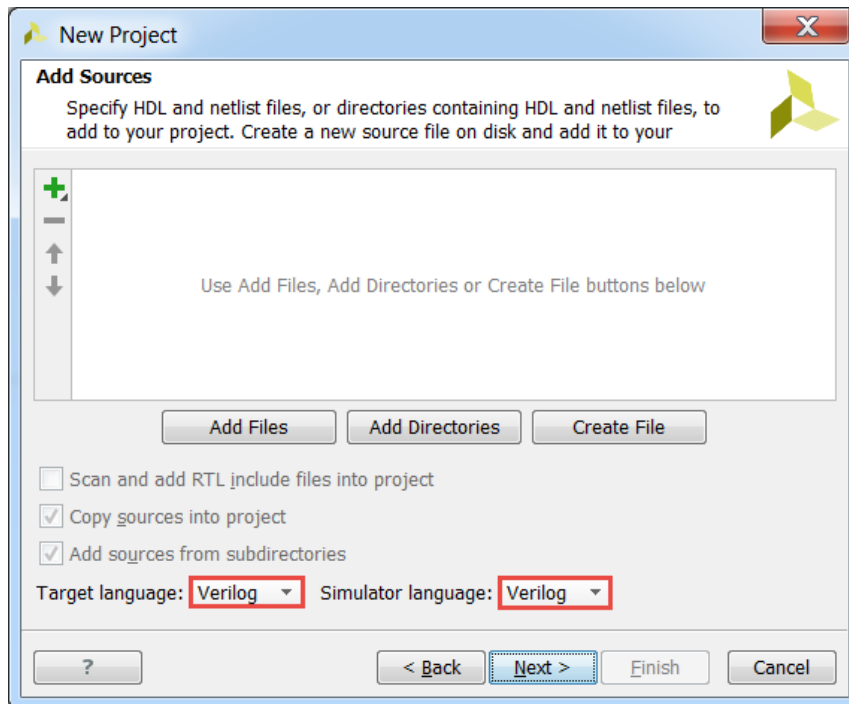 New Project
Add Sources
Specify HDL and netlist files, or directories containing HDL and netlist files, to
add to your project. Create a new source file on disk and add it to your
Use Add Files, Add Directories or Create File buttons below
Add Files Add Directories Create File
Scan and add RTL include files into project
Copy sources into project
Add sources from subdirectories
Target language: Verilog Simulator language: Verilog
? < Back Next > Finish Cancel